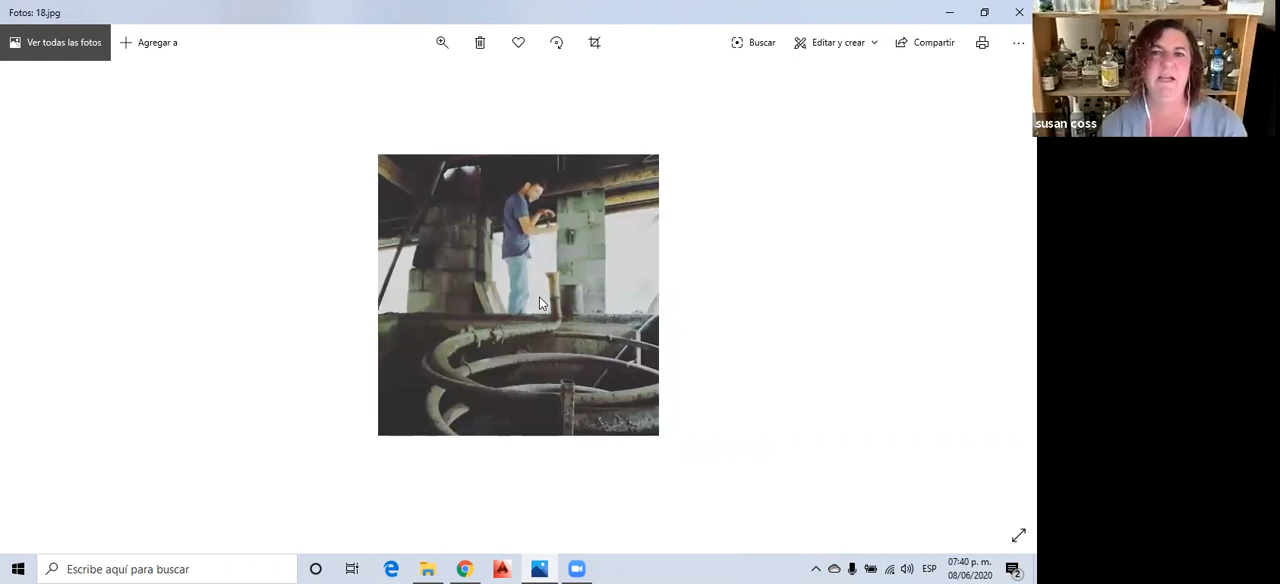 Fotos: 18.jpg
Ver todas las fotos
Agregar a
Buscar
Editar y crear
Compartir
susan coss
Escribe aquí para buscar
ESP
07:40 p. m.
08/06/2020
2